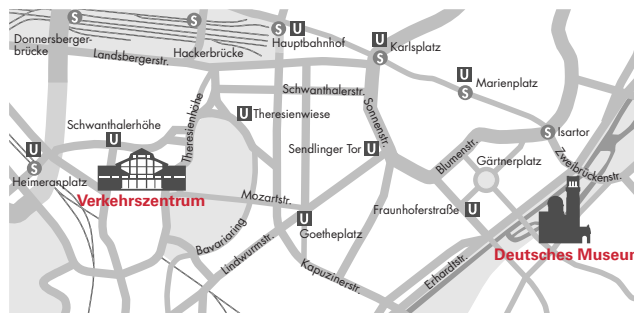 Donnersberger-
brücke
S
S
Hackerbrücke
S U
Hauptbahnhof
U
Karlsplatz
S
Landsbergerstr.
U
Marienplatz
S
Schwanthalerstr.
Theresienhöhe
U Theresienwiese
Sonnenstr.
Schwanthalerhöhe
U
S Isartor
U
S
Heimeranplatz
Sendlinger Tor U
Blumenstr.
Gärtnerplatz
Zweibrückenstr.
Verkehrszentrum
Mozartstr.
Fraunhoferstraße U
U
Goetheplatz
Bavariaring
Lindwurmstr.
Kapuzinerstr.
Erhardtstr.
Deutsches Museum